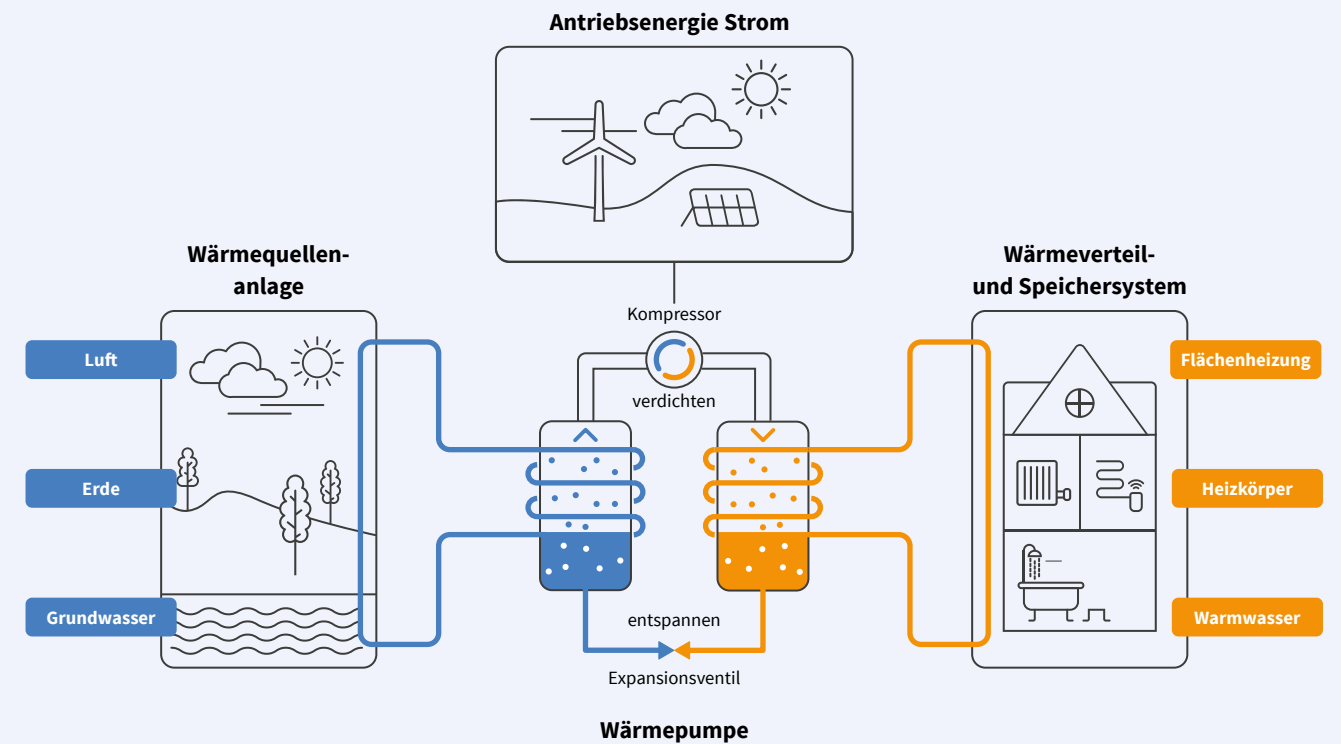 Antriebsenergie Strom
Wärmequellen-
anlage
Luft
Erde
Grundwasser
Kompressor
verdichten
entspannen
Expansionsventil
Wärmepumpe
Wärmeverteil-
und Speichersystem
Flächenheizung
Heizkörper
Warmwasser